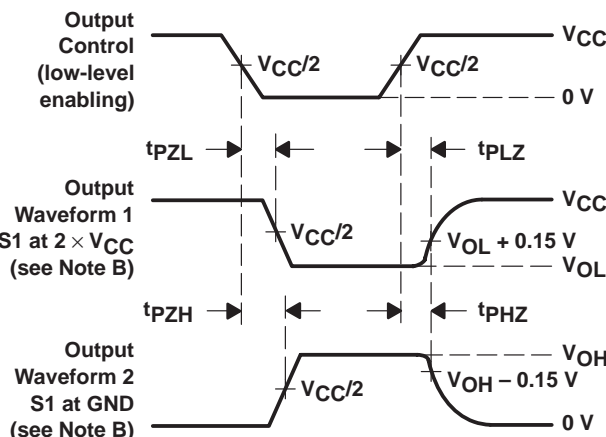 Output
Control
(low-level
enabling)
VCC/2
VCC/2
VCC
0 V
tPZL
tPLZ
Output
Waveform 1
S1 at 2 × VCC
(see Note B)
VCC/2
VCC
VOL + 0.15 V
VOL
tPZH
tPHZ
Output
Waveform 2
S1 at GND
(see Note B)
VCC/2
VOH
VOH – 0.15 V
0 V